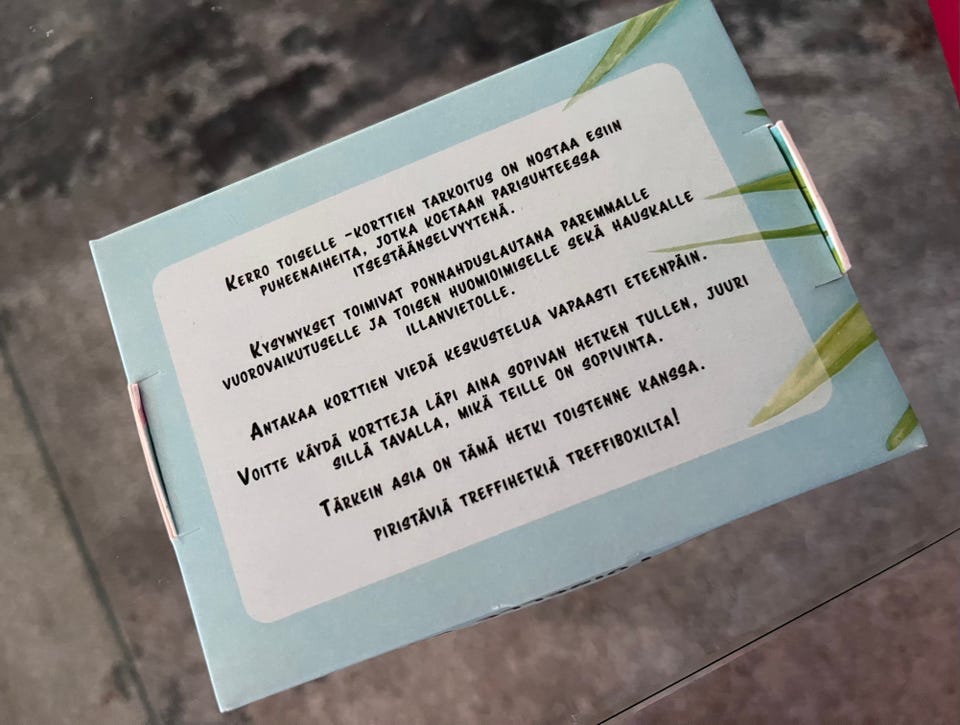 Kerro toiselle -korttien tarkoitus on nostaa esiin
puheenaiheita, jotka koetaan parisuhteessa
itsestäänselvyytenä.
Kysymykset toimivat ponnahduslautana paremmalle
vuorovaikutuselle ja toisen huomioimiselle sekä hauskalle
illanvietolle.
Antakaa korttien viedä keskustelua vapaasti eteenpäin.
Voitte käydä kortteja läpi aina sopivan hetken tullen, juuri
sillä tavalla, mikä teille on sopivinta.
Tärkein asia on tämä hetki toistenne kanssa.
piristäviä treffihetkiä treffiboxilta!